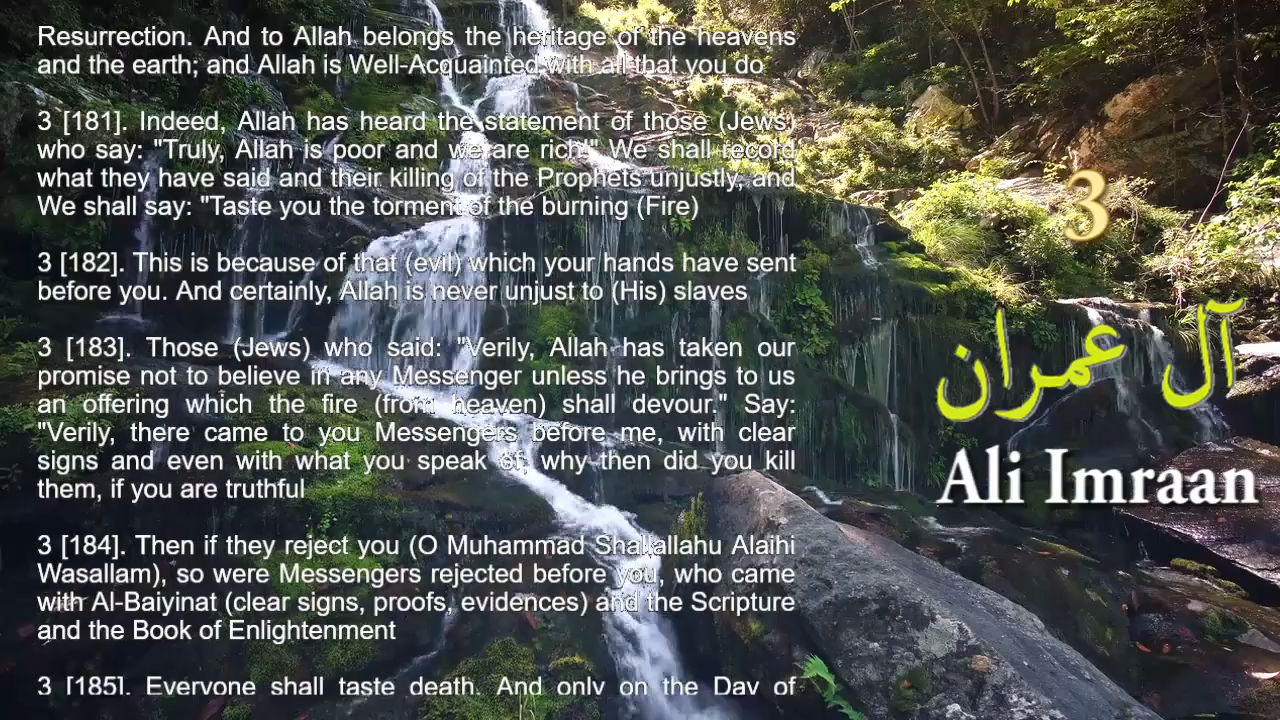 Resurrection. And to Allah belongs the heritage of the heavens
and the earth; and Allah is Well-Acquainted with all that you do
3 [181]. Indeed, Allah has heard the statement of those (Jews)
who say: "Truly, Allah is poor and we are rich!" We shall record
what they have said and their killing of the Prophets unjustly, and
We shall say: "Taste you the torment of the burning (Fire)
3 [182]. This is because of that (evil) which your hands have sent
before you. And certainly, Allah is never unjust to (His) slaves
3 [183]. Those (Jews) who said: "Verily, Allah has taken our
promise not to believe in any Messenger unless he brings to us
an offering which the fire (from heaven) shall devour." Say:
"Verily, there came to you Messengers before me, with clear
signs and even with what you speak of; why then did you kill
them, if you are truthful
3 [184]. Then if they reject you (O Muhammad Shallallahu Alaihi
Wasallam), so were Messengers rejected before you, who came
with Al-Baiyinat (clear signs, proofs, evidences) and the Scripture
and the Book of Enlightenment
3 [185]. Everyone shall taste death. And only on the Day of
3
آل عمران
Ali Imraan